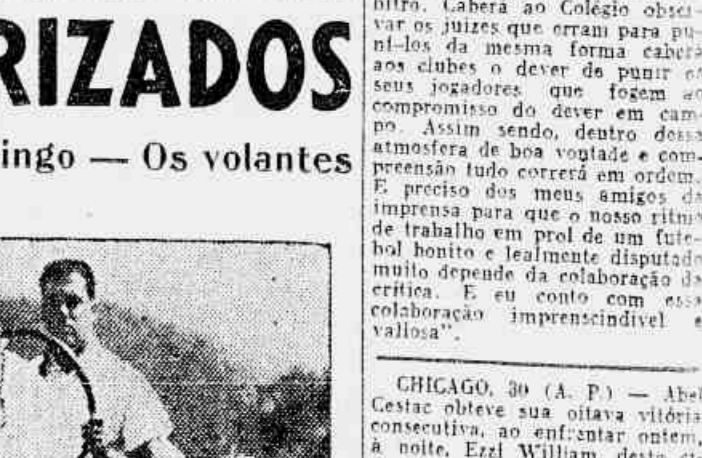 RIZADOS
ingo — Os volantes
bitro. Caberá ao Colégio obser-
var os juizes que erram para pu-
ní-los da mesma forma caberá
aos clubes o dever de punir os
seus jogadores que fogem ao
compromisso do dever em cam-
po. Assim sendo, dentro dessa
atmosfera de boa vontade e com-
preensão tudo correrá em ordem.
E preciso dos meus amigos da
imprensa para que o nosso ritmo
de trabalho em prol de um fute-
bol bonito e lealmente disputado
muito depende da colaboração da
crítica. E eu conto com essa
colaboração imprenscindivel e
valiosa".
CHICAGO, 30 (A. P.) — Abel
Cestac obteve sua oitava vitória
consecutiva, ao enfrentar ontem,
à noite, Ezzi William, desta